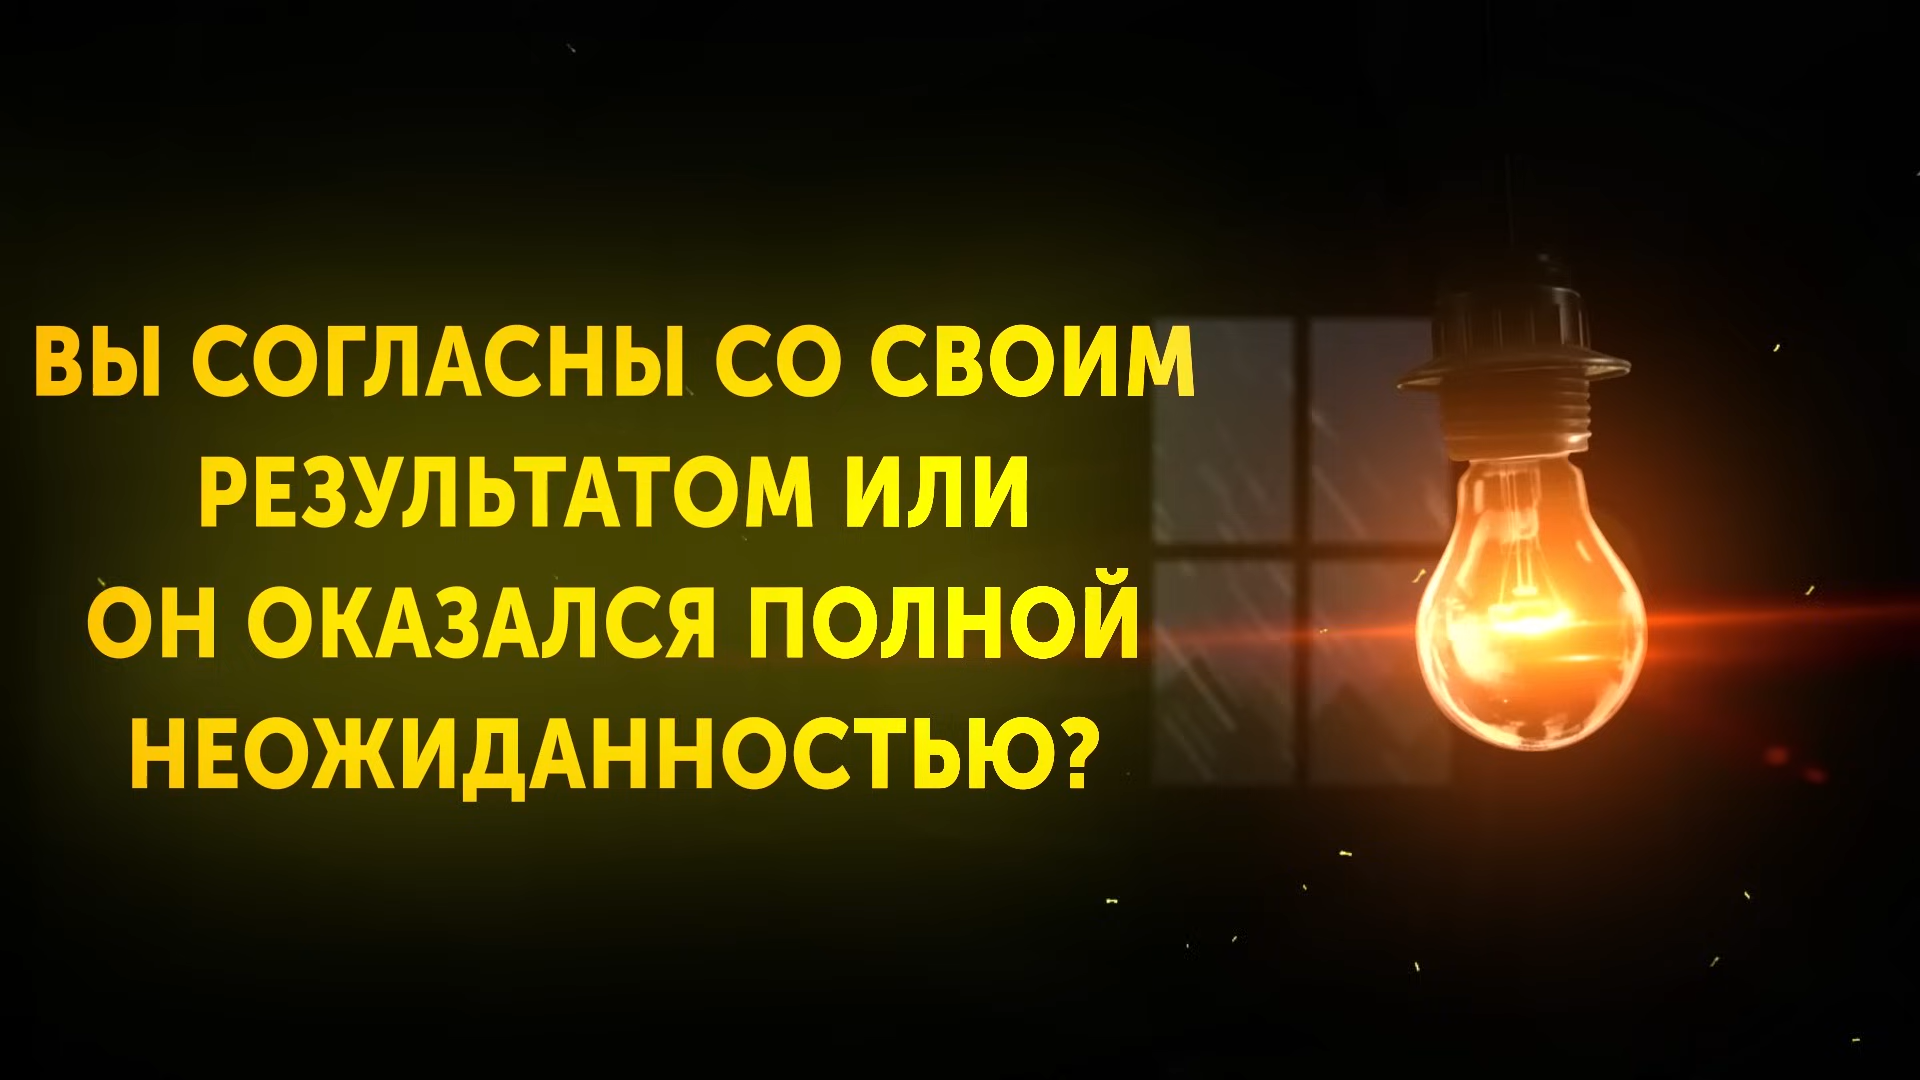 ВЫ СОГЛАСНЫ СО СВОИМ
РЕЗУЛЬТАТОМ ИЛИ
ОН ОКАЗАЛСЯ ПОЛНОЙ
НЕОЖИДАННОСТЬЮ?